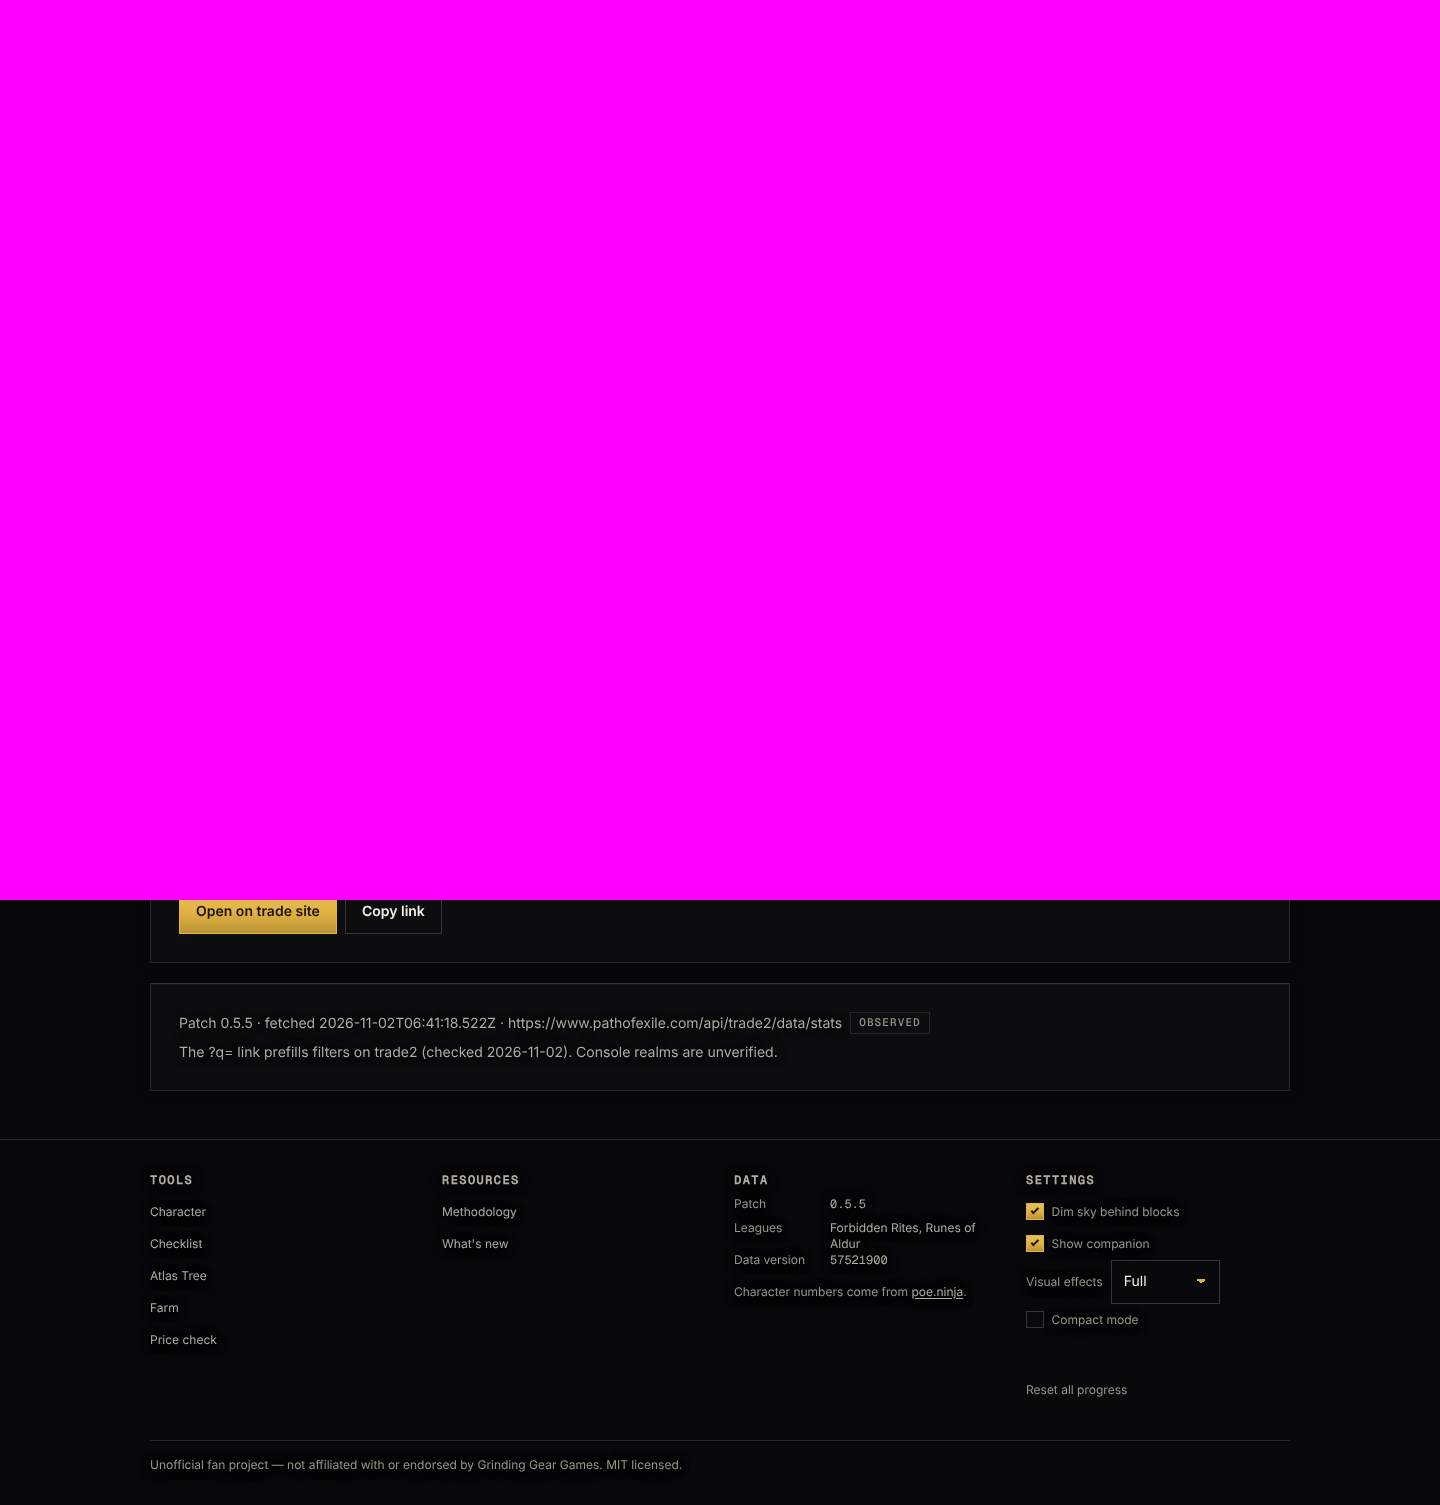 Open on trade site
Copy link
Patch 0.5.5 · fetched 2026-11-02T06:41:18.522Z · https://www.pathofexile.com/api/trade2/data/stats OBSERVED
The ?q= link prefills filters on trade2 (checked 2026-11-02). Console realms are unverified.
TOOLS
Character
Checklist
Atlas Tree
Farm
Price check
RESOURCES
Methodology
What's new
DATA
Patch 0.5.5
Leagues Forbidden Rites, Runes of
Aldur
Data version 57521900
Character numbers come from poe.ninja.
SETTINGS
Dim sky behind blocks
Show companion
Visual effects Full
Compact mode
Reset all progress
Unofficial fan project — not affiliated with or endorsed by Grinding Gear Games. MIT licensed.